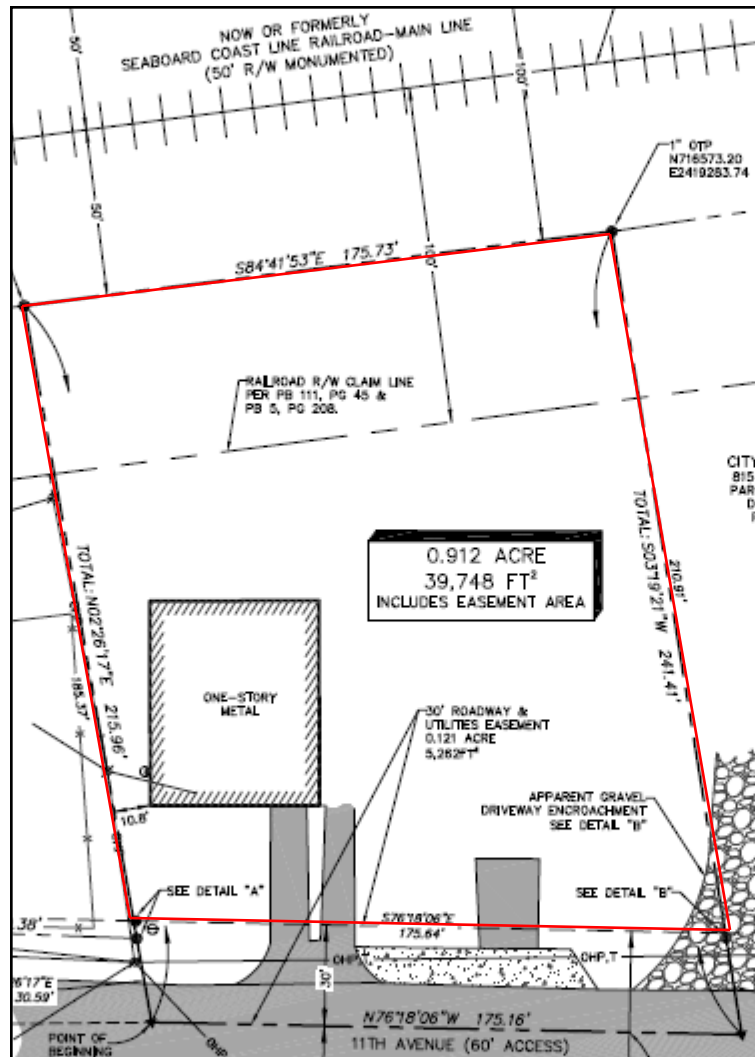 NOW OR FORMERLY
SEABOARD COAST LINE RAILROAD-MAIN LINE
(50' R/W MONUMENTED)
50'
100'
1" OTP
N716573.20
E2419283.74
50'
100'
S84°41'53"E 175.73'
RAILROAD R/W CLAIM LINE
PER PB 111, PG 45 &
PB 5, PG 208.
CITY
815
PAR
0.912 ACRE
39,748 FT²
INCLUDES EASEMENT AREA
TOTAL: S03°19'21"W 241.41'
210.91'
TOTAL: N02°26'17"E 215.96'
185.37'
ONE-STORY
METAL
30' ROADWAY &
UTILITIES EASEMENT
0.121 ACRE
5,262FT²
10.8'
APPARENT GRAVEL
DRIVEWAY ENCROACHMENT
SEE DETAIL "B"
SEE DETAIL "A"
SEE DETAIL "B"
.38'
S76°18'06"E
175.64'
OHP,T
26'17"E
30.59'
30'
OHP
N76°18'06"W 175.16'
POINT OF
BEGINNING
11TH AVENUE (60' ACCESS)